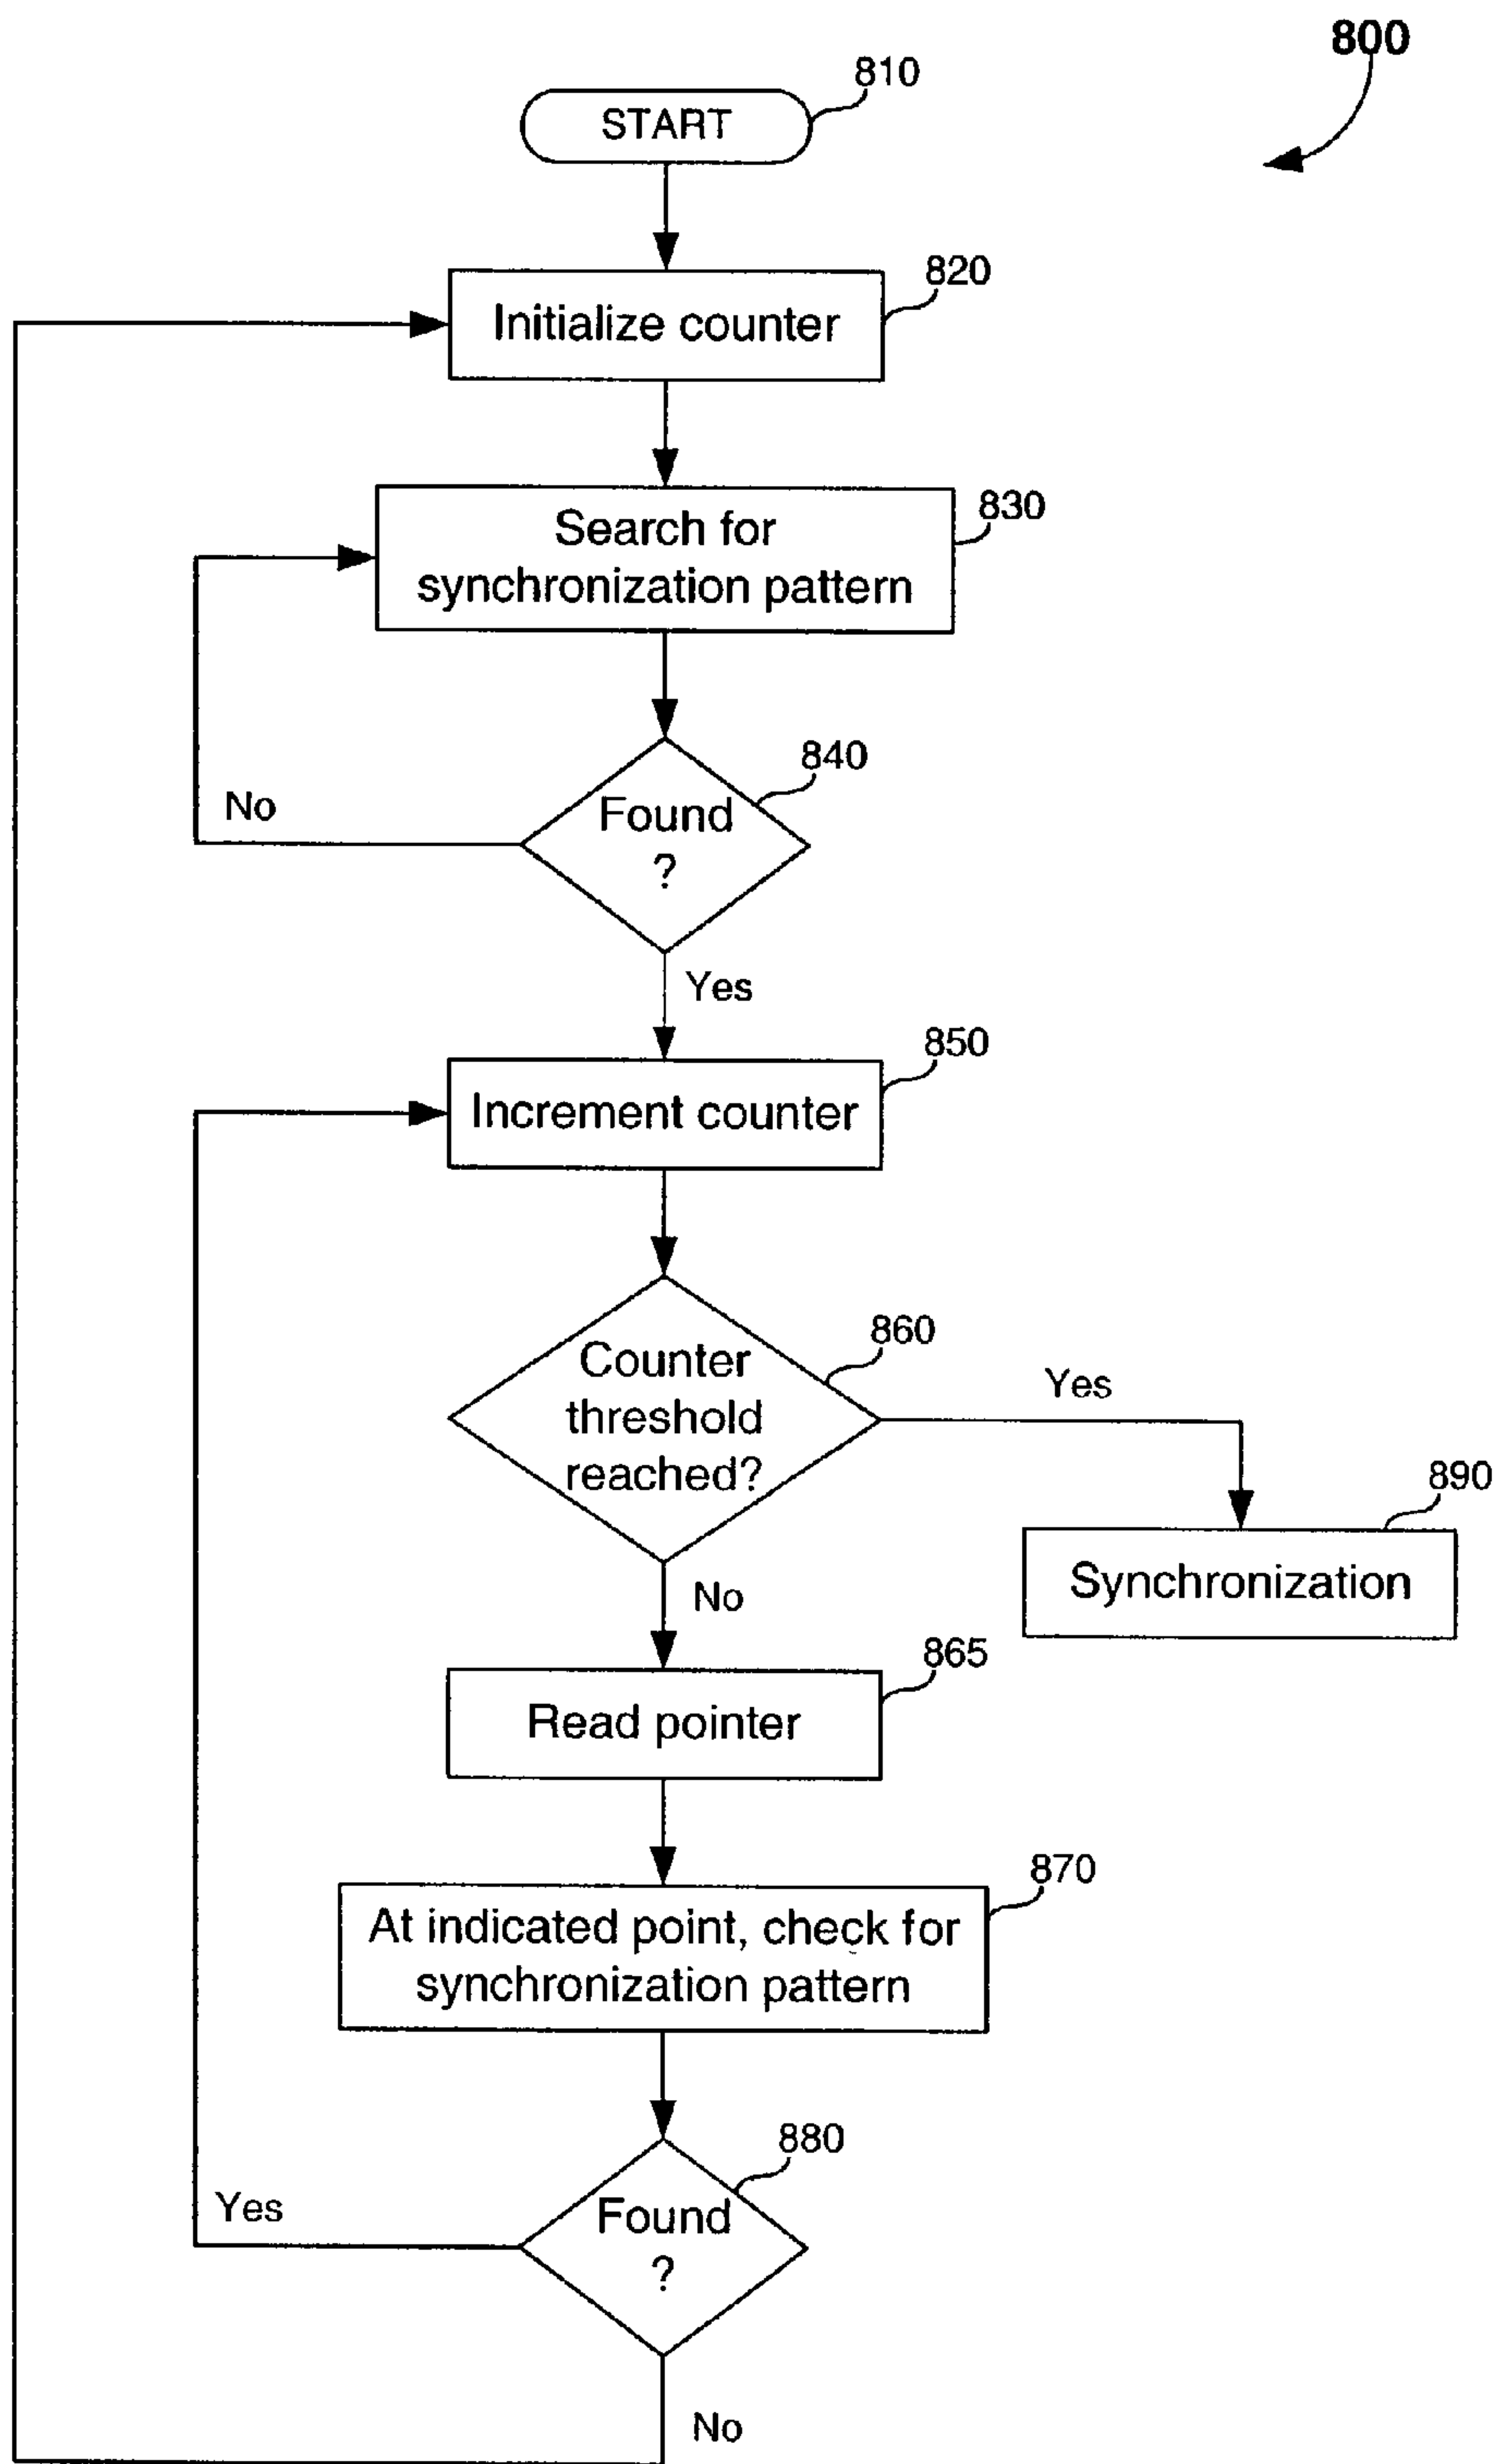 800
810
START
820
Initialize counter
830
Search for
synchronization pattern
840
Found
?
No
Yes
850
Increment counter
860
Counter
threshold
reached?
Yes
890
Synchronization
No
865
Read pointer
870
At indicated point, check for
synchronization pattern
880
Found
?
Yes
No